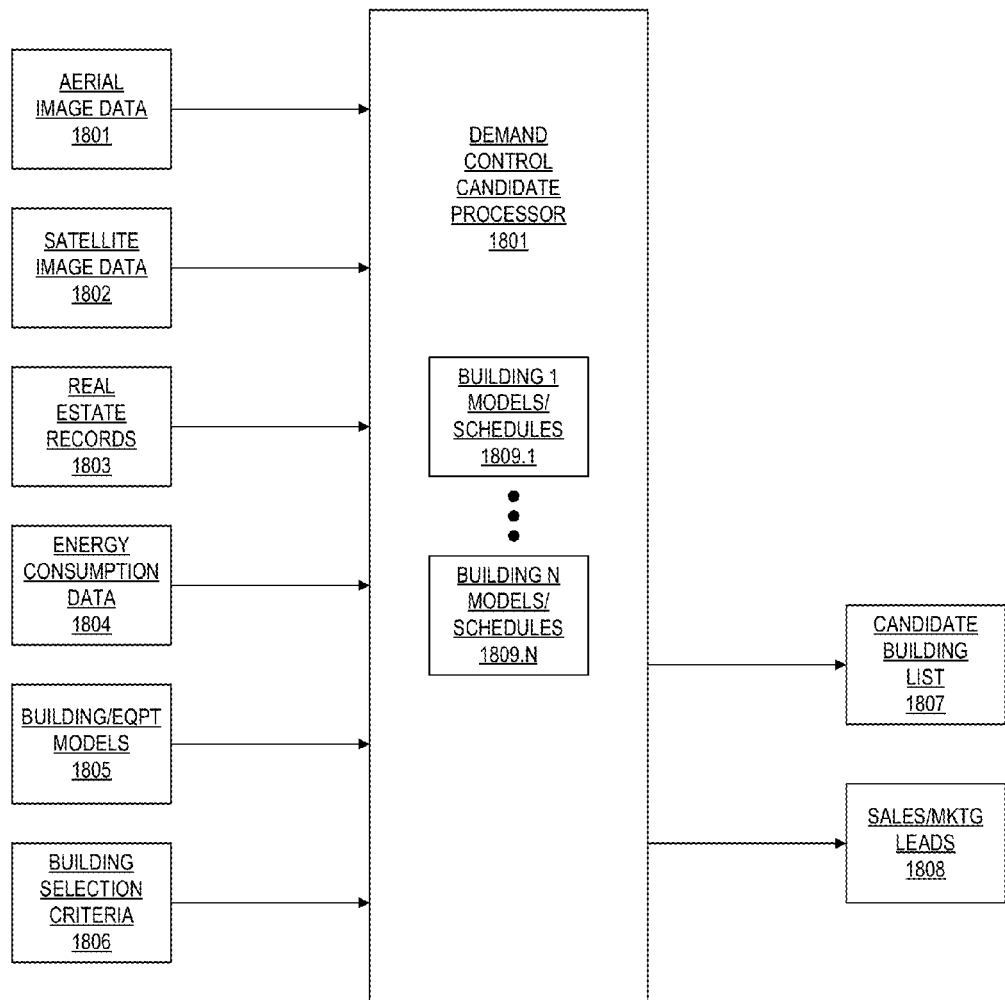 AERIAL
IMAGE DATA
1801
SATELLITE
IMAGE DATA
1802
REAL
ESTATE
RECORDS
1803
ENERGY
CONSUMPTION
DATA
1804
BUILDING/EQPT
MODELS
1805
BUILDING
SELECTION
CRITERIA
1806
DEMAND
CONTROL
CANDIDATE
PROCESSOR
1801
BUILDING 1
MODELS/
SCHEDULES
1809.1
BUILDING N
MODELS/
SCHEDULES
1809.N
CANDIDATE
BUILDING
LIST
1807
SALES/MKTG
LEADS
1808